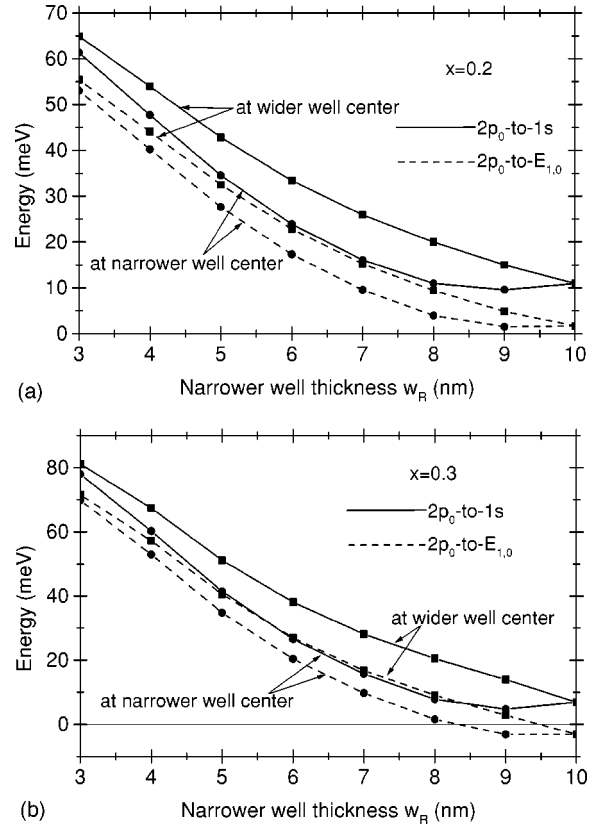 70
60
50
40
30
20
10
0
Energy (meV)
x=0.2
at wider well center
2p₀-to-1s
2p₀-to-E₁,₀
at narrower well center
3 4 5 6 7 8 9 10
(a)
Narrower well thickness w_R (nm)
80
60
40
20
0
Energy (meV)
x=0.3
2p₀-to-1s
2p₀-to-E₁,₀
at wider well center
at narrower well center
3 4 5 6 7 8 9 10
(b)
Narrower well thickness w_R (nm)